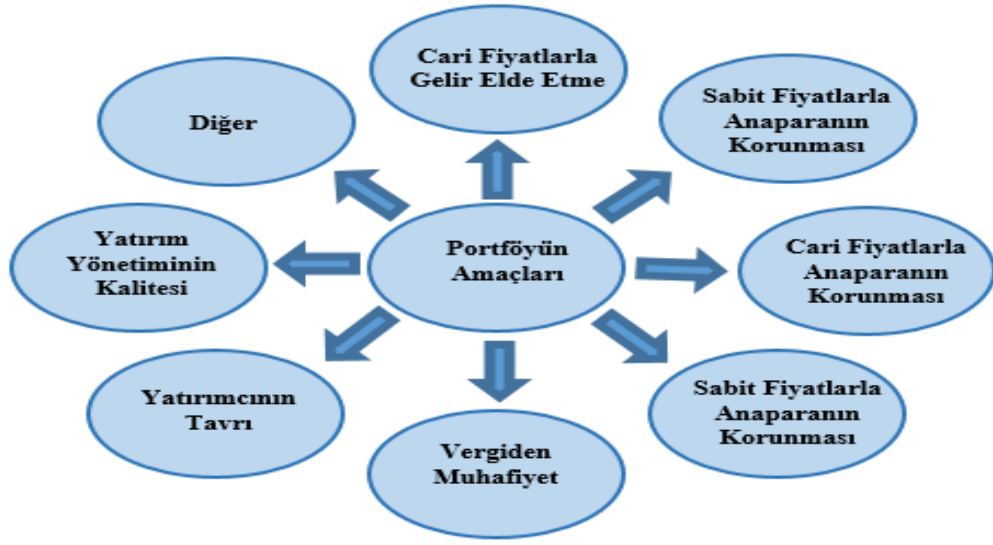 Cari Fiyatlarla
Gelir Elde Etme
Sabit Fiyatlarla
Anaparanın
Korunması
Diğer
Portföyün
Amaçları
Cari Fiyatlarla
Anaparanın
Korunması
Yatırım
Yönetiminin
Kalitesi
Sabit Fiyatlarla
Anaparanın
Korunması
Yatırımcının
Tavrı
Vergiden
Muhafiyet